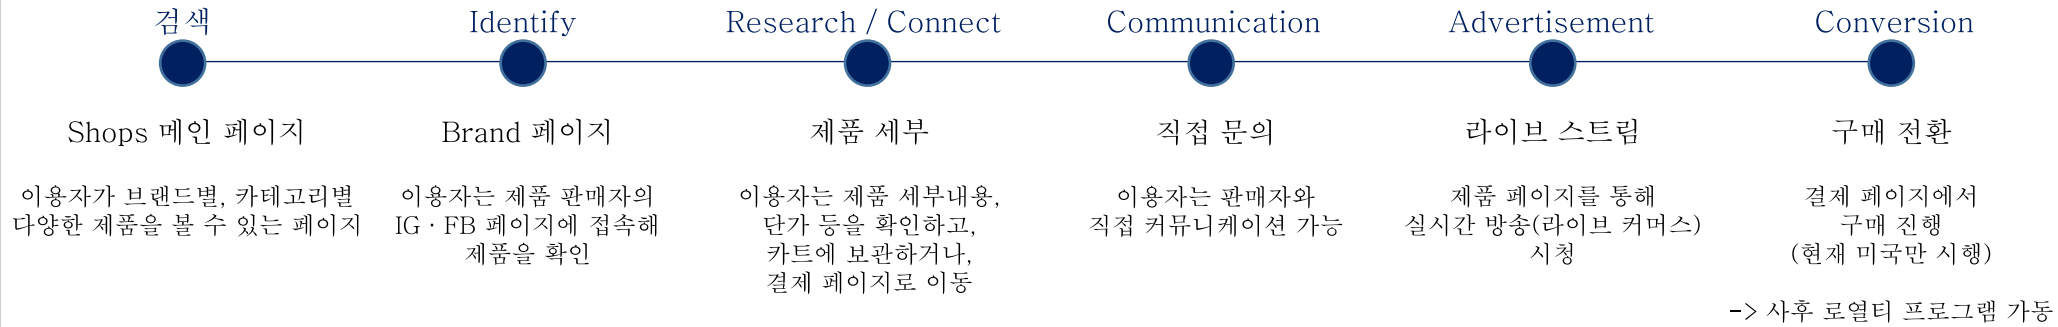 검색
Shops 메인 페이지
이용자가 브랜드별, 카테고리별
다양한 제품을 볼 수 있는 페이지
Identify
Brand 페이지
이용자는 제품 판매자의
IG · FB 페이지에 접속해
제품을 확인
Research / Connect
제품 세부
이용자는 제품 세부내용,
단가 등을 확인하고,
카트에 보관하거나,
결제 페이지로 이동
Communication
직접 문의
이용자는 판매자와
직접 커뮤니케이션 가능
Advertisement
라이브 스트림
제품 페이지를 통해
실시간 방송(라이브 커머스)
시청
Conversion
구매 전환
결제 페이지에서
구매 진행
(현재 미국만 시행)
-> 사후 로열티 프로그램 가동